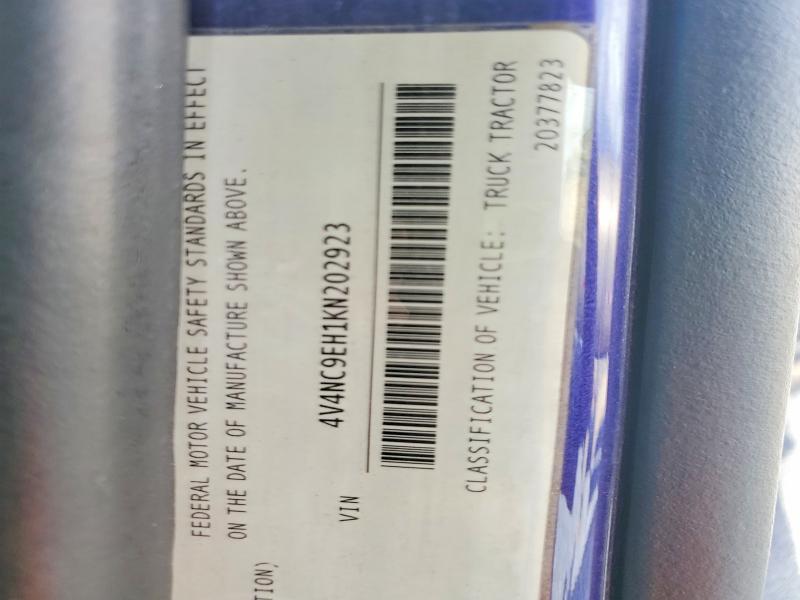 TION)
FEDERAL MOTOR VEHICLE SAFETY STANDARDS IN EFFECT
ON THE DATE OF MANUFACTURE SHOWN ABOVE.
VIN 4V4NC9EH1KN202923
CLASSIFICATION OF VEHICLE: TRUCK TRACTOR
20377823